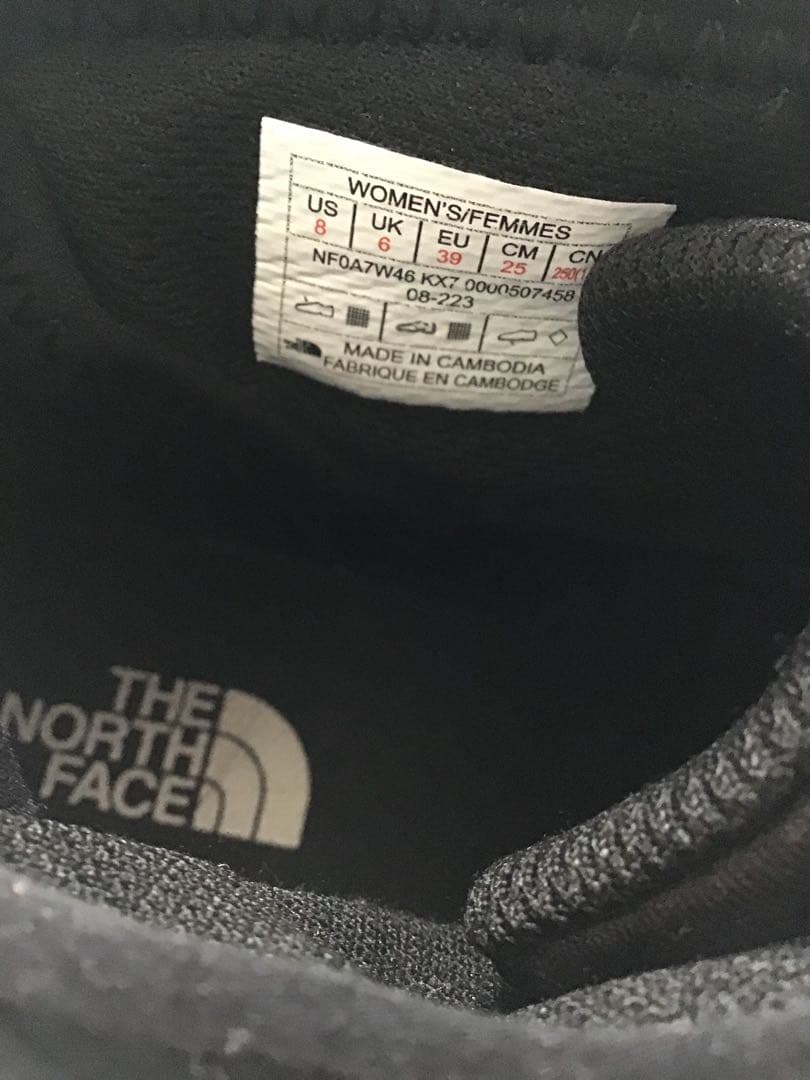 WOMEN'S/FEMMES
US UK EU CM CN
8 6 39 25
NF0A7W46 KX7 0000507458
08-223
MADE IN CAMBODIA
FABRIQUE EN CAMBODGE
THE
NORTH
FACE